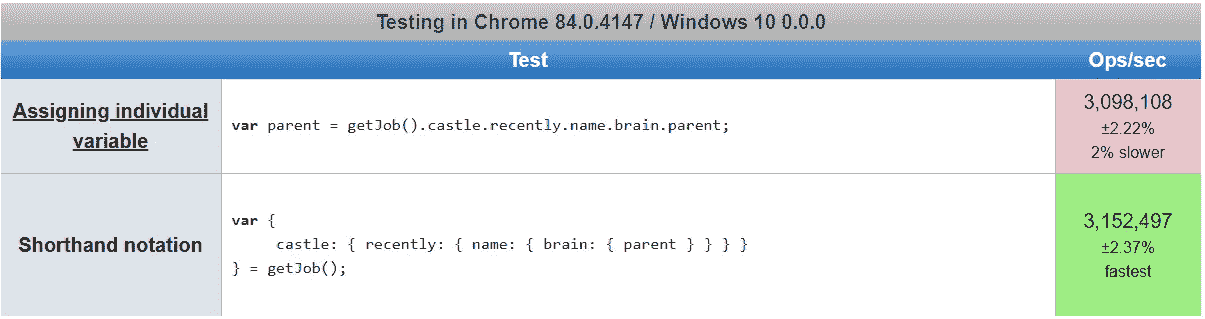 Testing in Chrome 84.0.4147 / Windows 10 0.0.0
Test Ops/sec
Assigning individual
variable
var parent = getJob().castle.recently.name.brain.parent;
3,098,108
±2.22%
2% slower
Shorthand notation
var {
castle: { recently: { name: { brain: { parent } } } }
} = getJob();
3,152,497
±2.37%
fastest